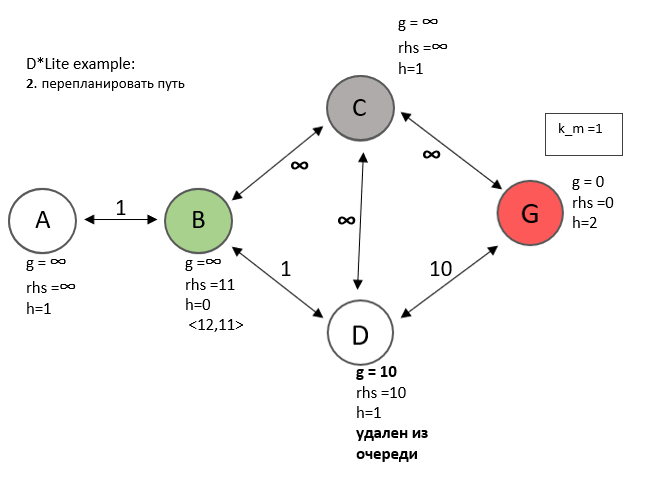 g = ∞
rhs =∞
h=1
D*Lite example:
2. перепланировать путь
C
k_m =1
∞
∞
g = 0
rhs =0
h=2
A
1
B
∞
G
g = ∞
rhs =∞
h=1
g =∞
rhs =11
h=0
<12,11>
1
10
D
g = 10
rhs =10
h=1
удален из
очереди